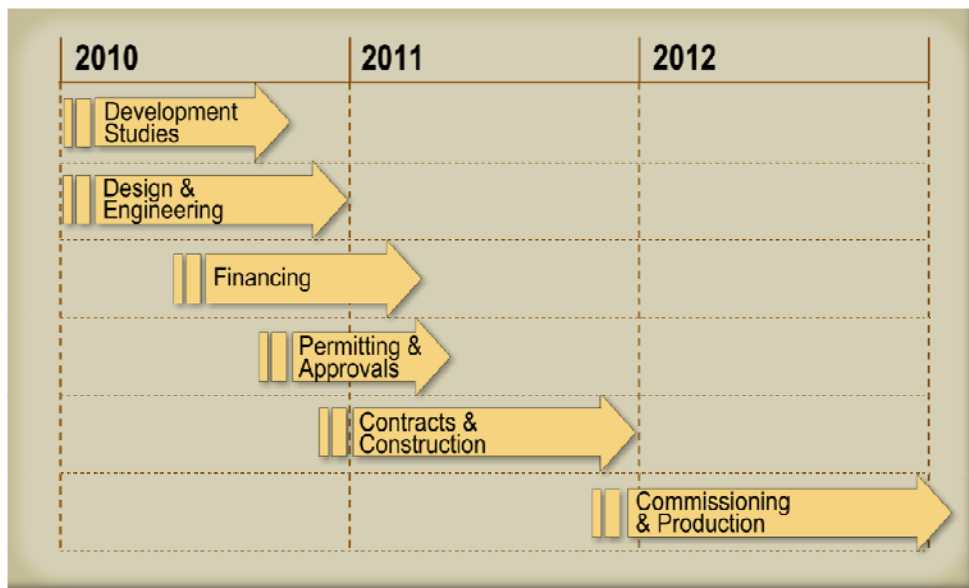 2010 2011 2012
Development
Studies
Design &
Engineering
Financing
Permitting &
Approvals
Contracts &
Construction
Commissioning
& Production